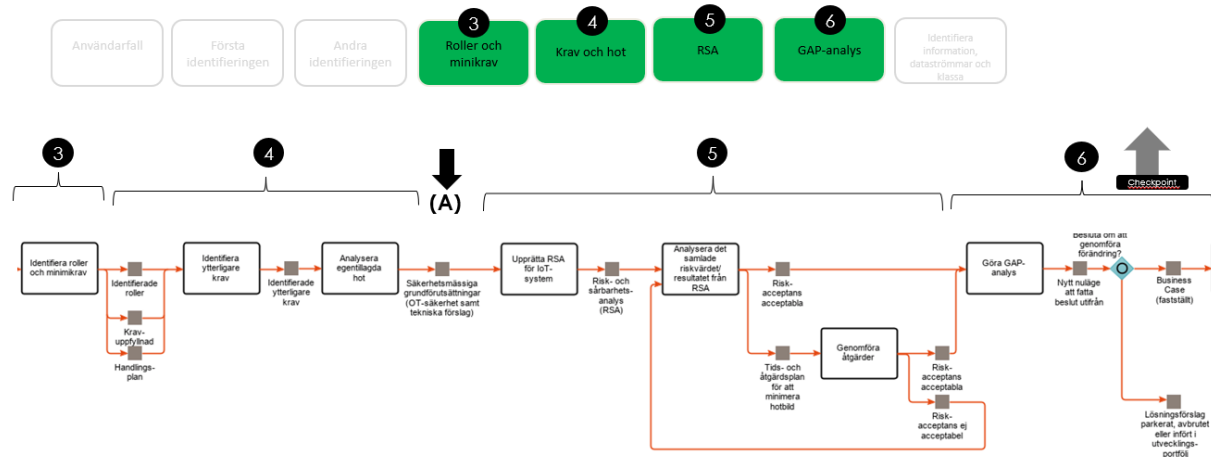 3
4
5
6
Användarfall
Första
identifieringen
Andra
identifieringen
Roller och
minikrav
Krav och hot
RSA
GAP-analys
Identifiera
information,
dataströmmar och
klassa
3
4
(A)
5
6
Checkpoint
Identifiera roller
och minimikrav
Identifierade
roller
Krav-
uppfyllnad
Handlings-
plan
Identifiera
ytterligare
krav
Identifierade
ytterligare
krav
Analysera
egentillagda
hot
Säkerhetsmässiga
grundförutsättningar
(OT-säkerhet samt
tekniska förslag)
Upprätta RSA
för IoT-
system
Risk- och
sårbarhets-
analys
(RSA)
Analysera det
samlade
riskvärdet/
resultatet från
RSA
Risk-
acceptans
acceptabla
Tids- och
åtgärdsplan
för att
minimera
hotbild
Genomföra
åtgärder
Risk-
acceptans
acceptabla
Risk-
acceptans ej
acceptabel
Göra GAP-
analys
Nytt nuläge
att fatta
beslut utifrån
Besluta om att
genomföra
förändring?
Business
Case
(fastställt)
Lösningsförslag
parkerat, avbrutet
eller infört i
utvecklings-
portfölj